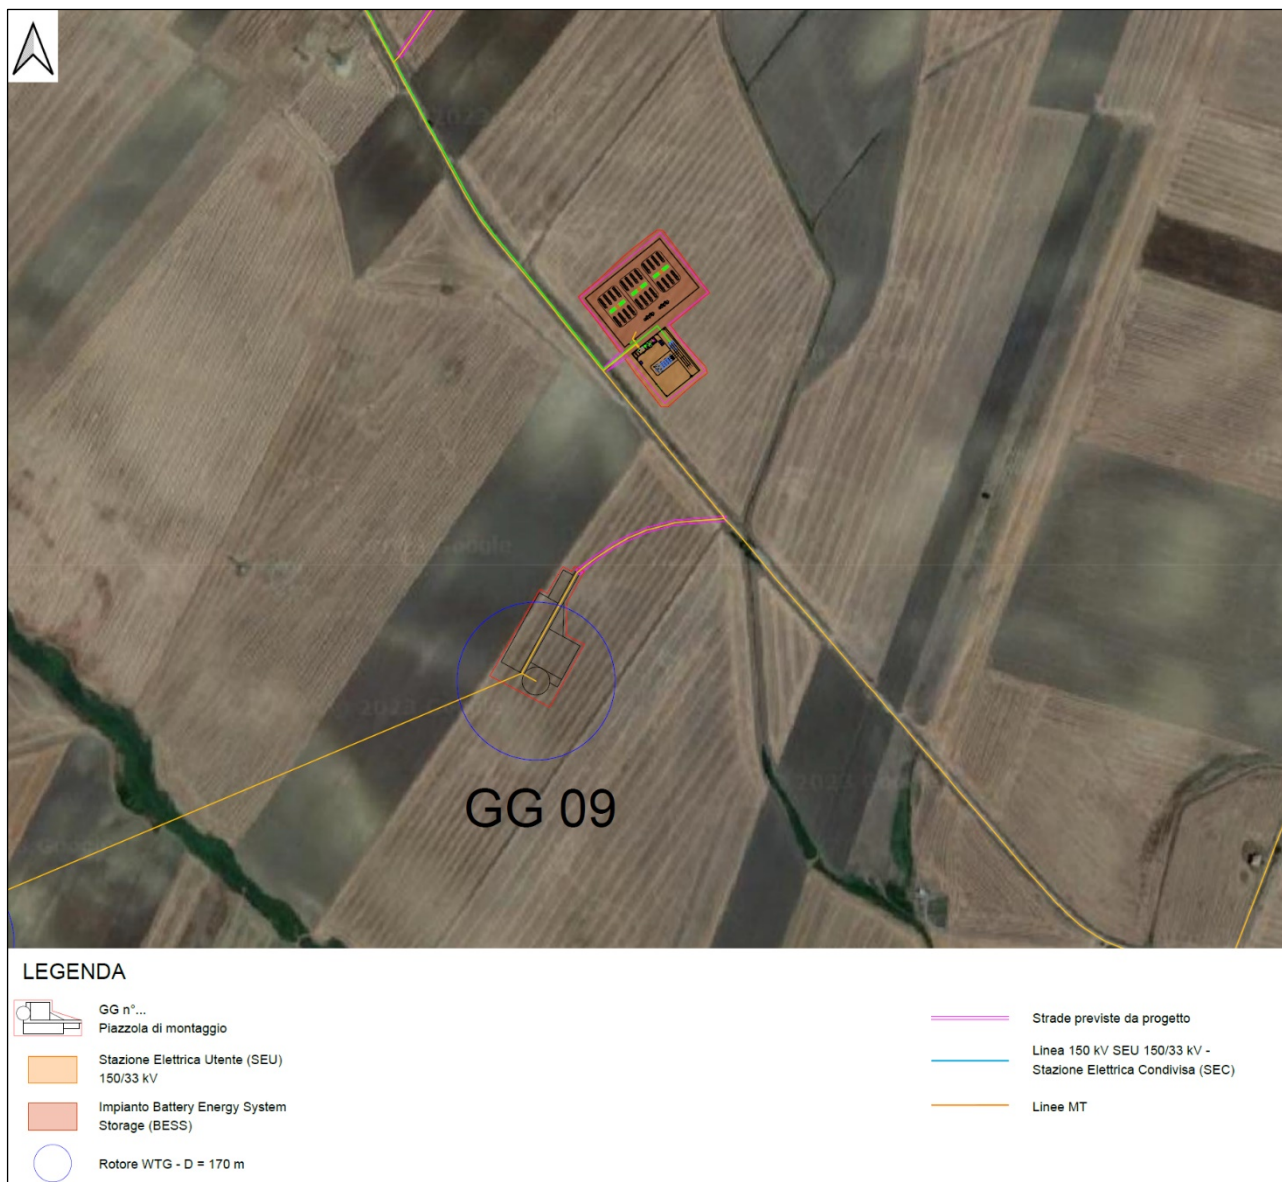 GG 09
LEGENDA
GG n°...
Piazzola di montaggio
Stazione Elettrica Utente (SEU)
150/33 kV
Impianto Battery Energy System
Storage (BESS)
Rotore WTG - D = 170 m
Strade previste da progetto
Linea 150 kV SEU 150/33 kV -
Stazione Elettrica Condivisa (SEC)
Linee MT